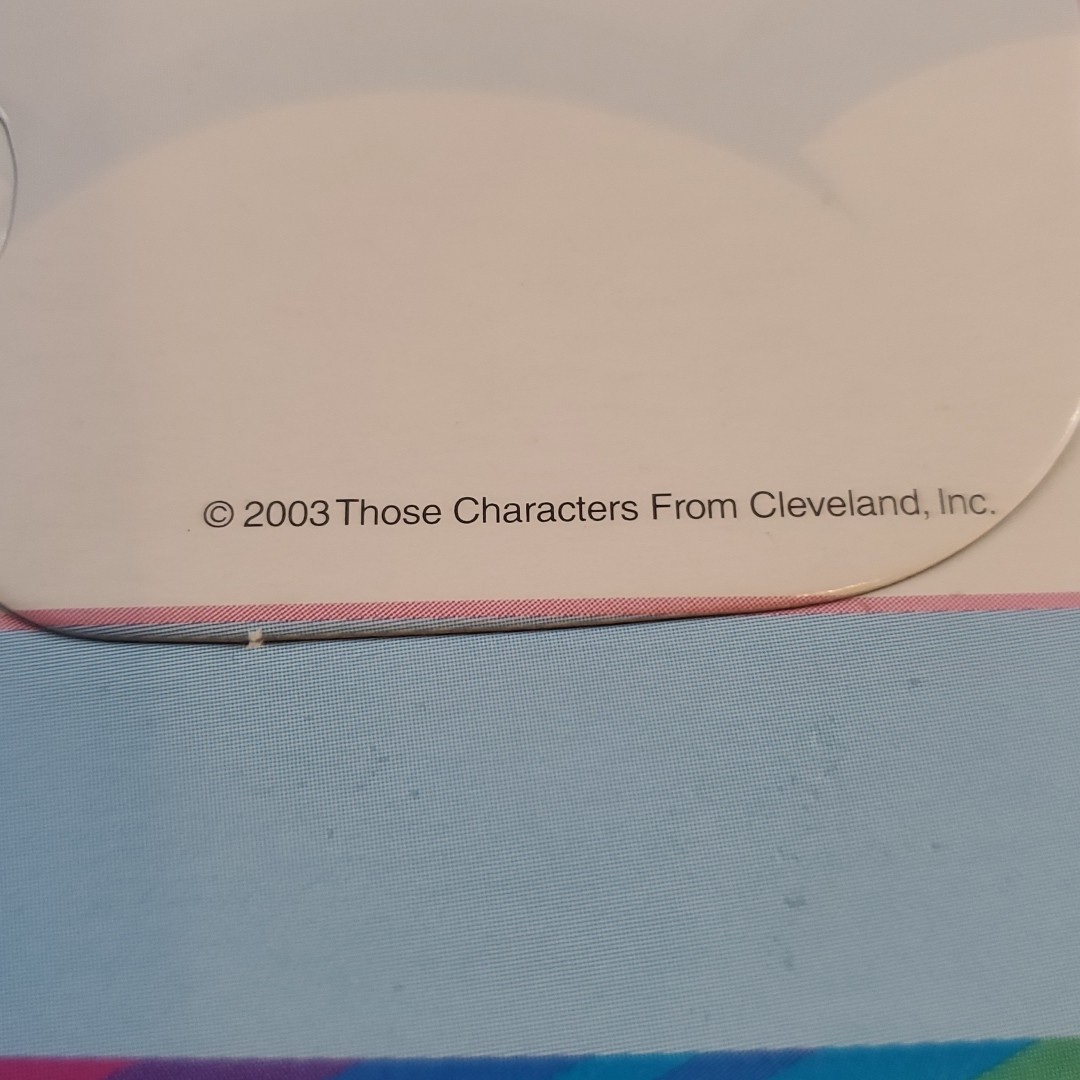 © 2003 Those Characters From Cleveland, Inc.